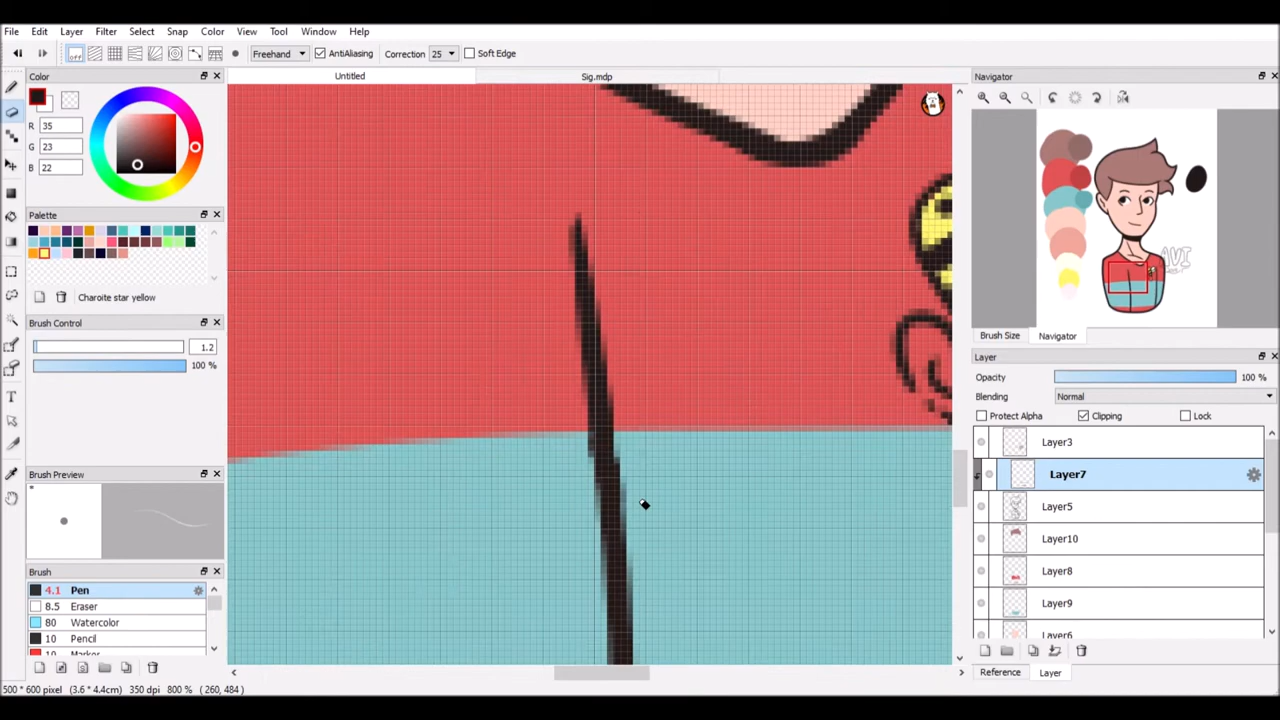 File Edit Layer Filter Select Snap Color View Tool Window Help
off Freehand AntiAliasing Correction 25 Soft Edge
Color
Untitled
Sig.mdp
Navigator
R 35
G 23
B 22
Palette
Charoite star yellow
Brush Control
1.2
100 %
Brush Preview
Brush
4.1 Pen
8.5 Eraser
80 Watercolor
10 Pencil
10 Marker
AVI
Brush Size Navigator
Layer
Opacity 100 %
Blending Normal
Protect Alpha Clipping Lock
Layer3
Layer7
Layer5
Layer10
Layer8
Layer9
Layer6
Reference Layer
500 * 600 pixel (3.6 * 4.4cm) 350 dpi 800 % ( 260, 484 )